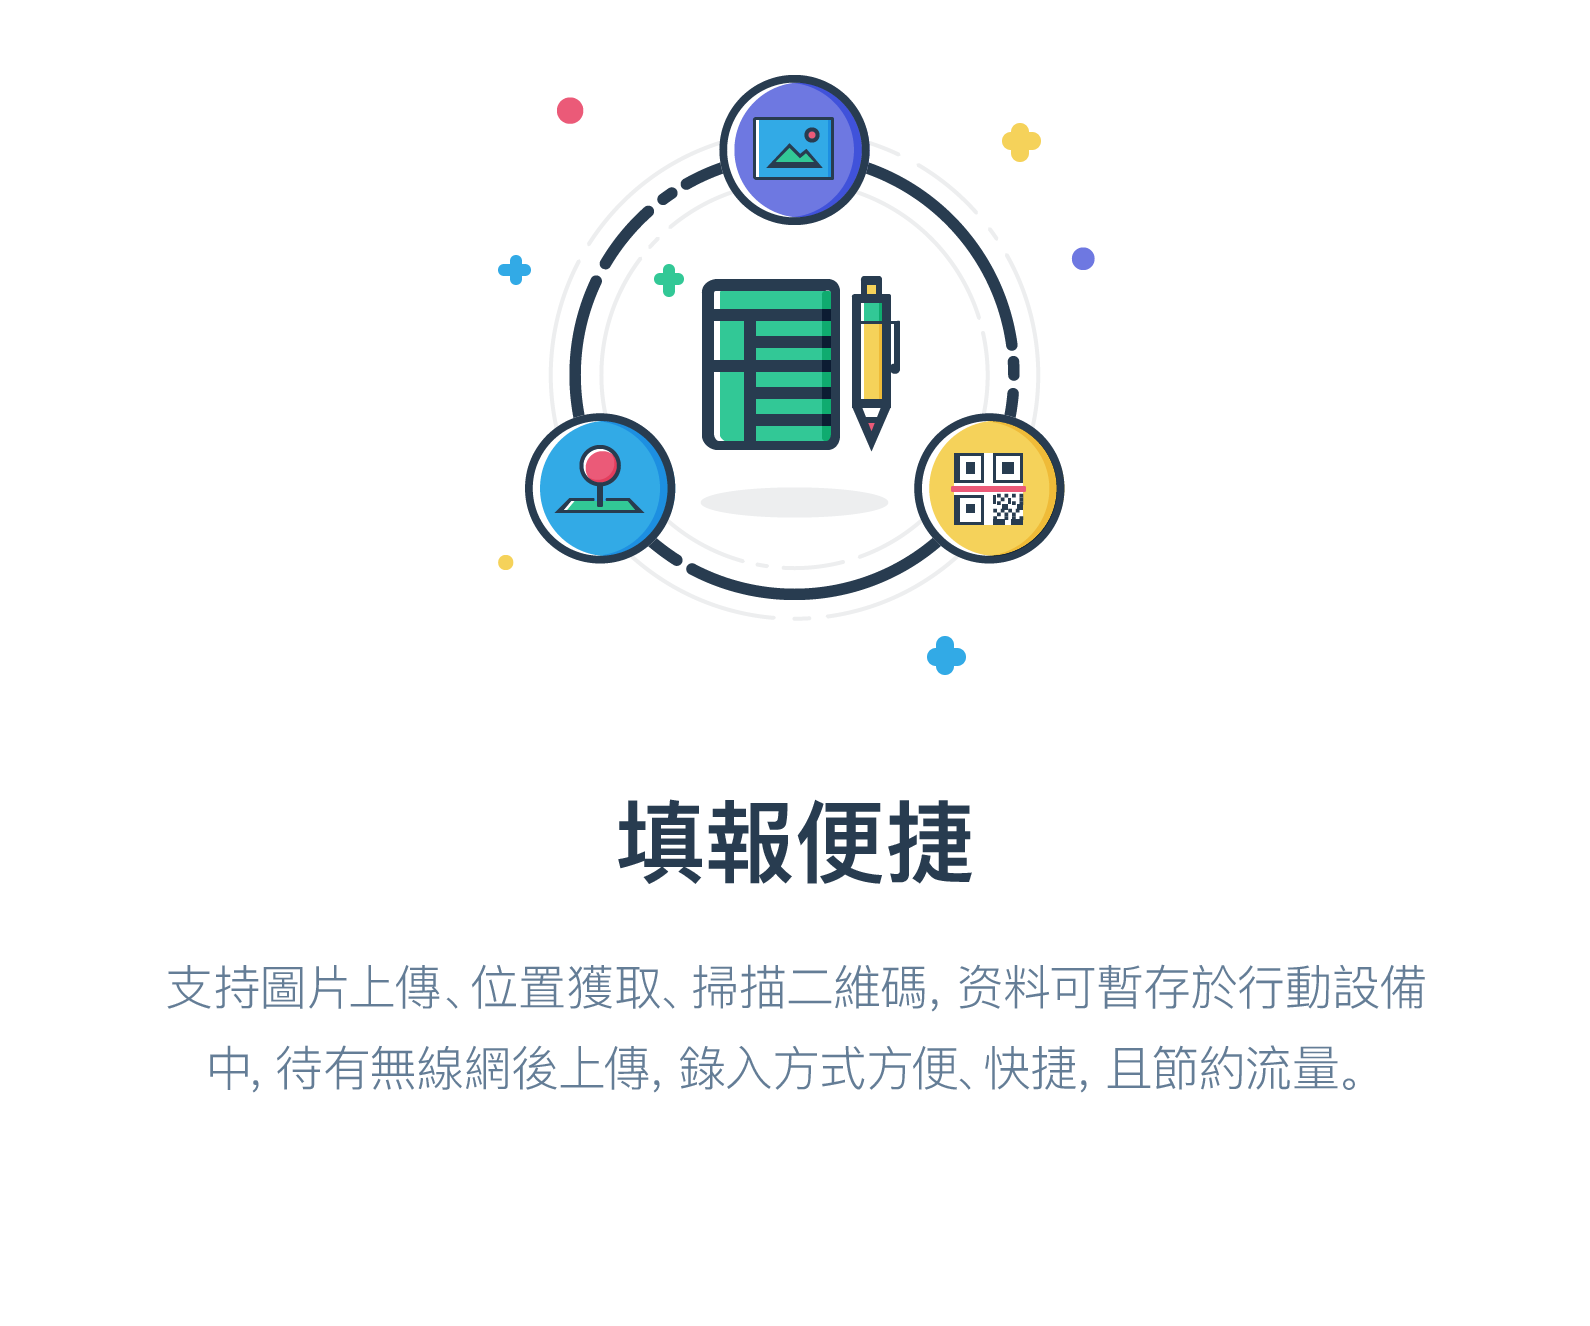 填報便捷
支持圖片上傳、位置獲取、掃描二維碼，资料可暫存於行動設備
中，待有無線網後上傳，錄入方式方便、快捷，且節約流量。